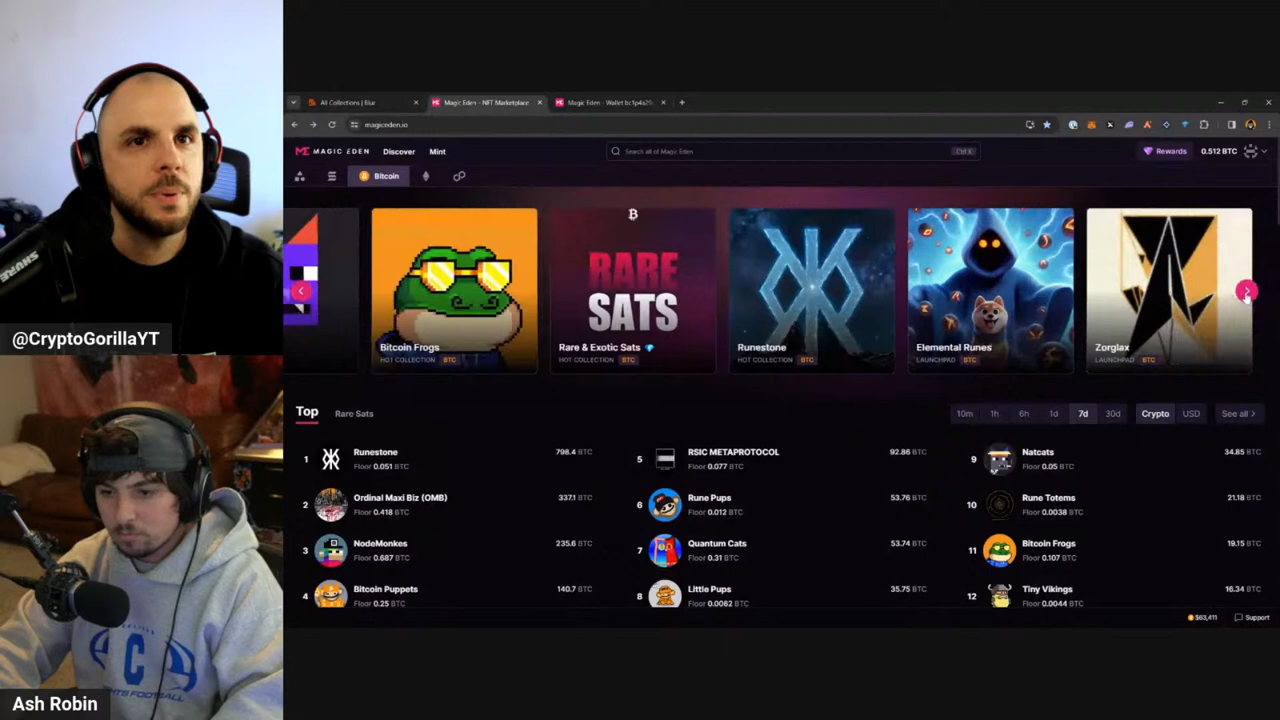 SHURE
@CryptoGorillaYT
C
HTS FOOTBALL
Ash Robin
All Collections | Blur
Magic Eden - NFT Marketplace
Magic Eden - Wallet bc1p4s25
magiceden.io
MAGIC EDEN
Discover
Mint
Search all of Magic Eden
Ctrl K
Rewards
0.512 BTC
Bitcoin
Bitcoin Frogs
HOT COLLECTION BTC
RARE
SATS
Rare & Exotic Sats
HOT COLLECTION BTC
Runestone
HOT COLLECTION BTC
Elemental Runes
LAUNCHPAD BTC
Zorglax
LAUNCHPAD BTC
Top
Rare Sats
10m
1h
6h
1d
7d
30d
Crypto
USD
See all >
1
Runestone
798.4 BTC
Floor 0.051 BTC
2
Ordinal Maxi Biz (OMB)
337.1 BTC
Floor 0.418 BTC
3
NodeMonkes
235.6 BTC
Floor 0.687 BTC
4
Bitcoin Puppets
140.7 BTC
Floor 0.25 BTC
5
RSIC METAPROTOCOL
92.86 BTC
Floor 0.077 BTC
6
Rune Pups
53.76 BTC
Floor 0.012 BTC
7
Quantum Cats
53.74 BTC
Floor 0.31 BTC
8
Little Pups
35.75 BTC
Floor 0.0062 BTC
9
Natcats
34.85 BTC
Floor 0.05 BTC
10
Rune Totems
21.18 BTC
Floor 0.0038 BTC
11
Bitcoin Frogs
19.15 BTC
Floor 0.107 BTC
12
Tiny Vikings
16.34 BTC
Floor 0.0044 BTC
$63,411
Support